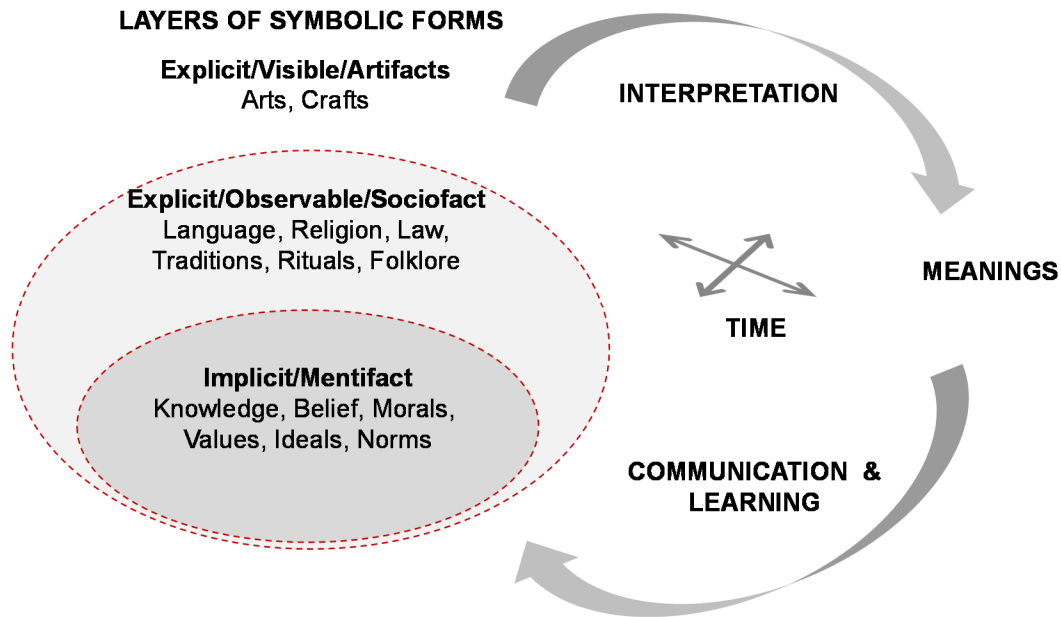 LAYERS OF SYMBOLIC FORMS
Explicit/Visible/Artifacts
Arts, Crafts
Explicit/Observable/Sociofact
Language, Religion, Law,
Traditions, Rituals, Folklore
Implicit/Mentifact
Knowledge, Belief, Morals,
Values, Ideals, Norms
INTERPRETATION
MEANINGS
TIME
COMMUNICATION &
LEARNING